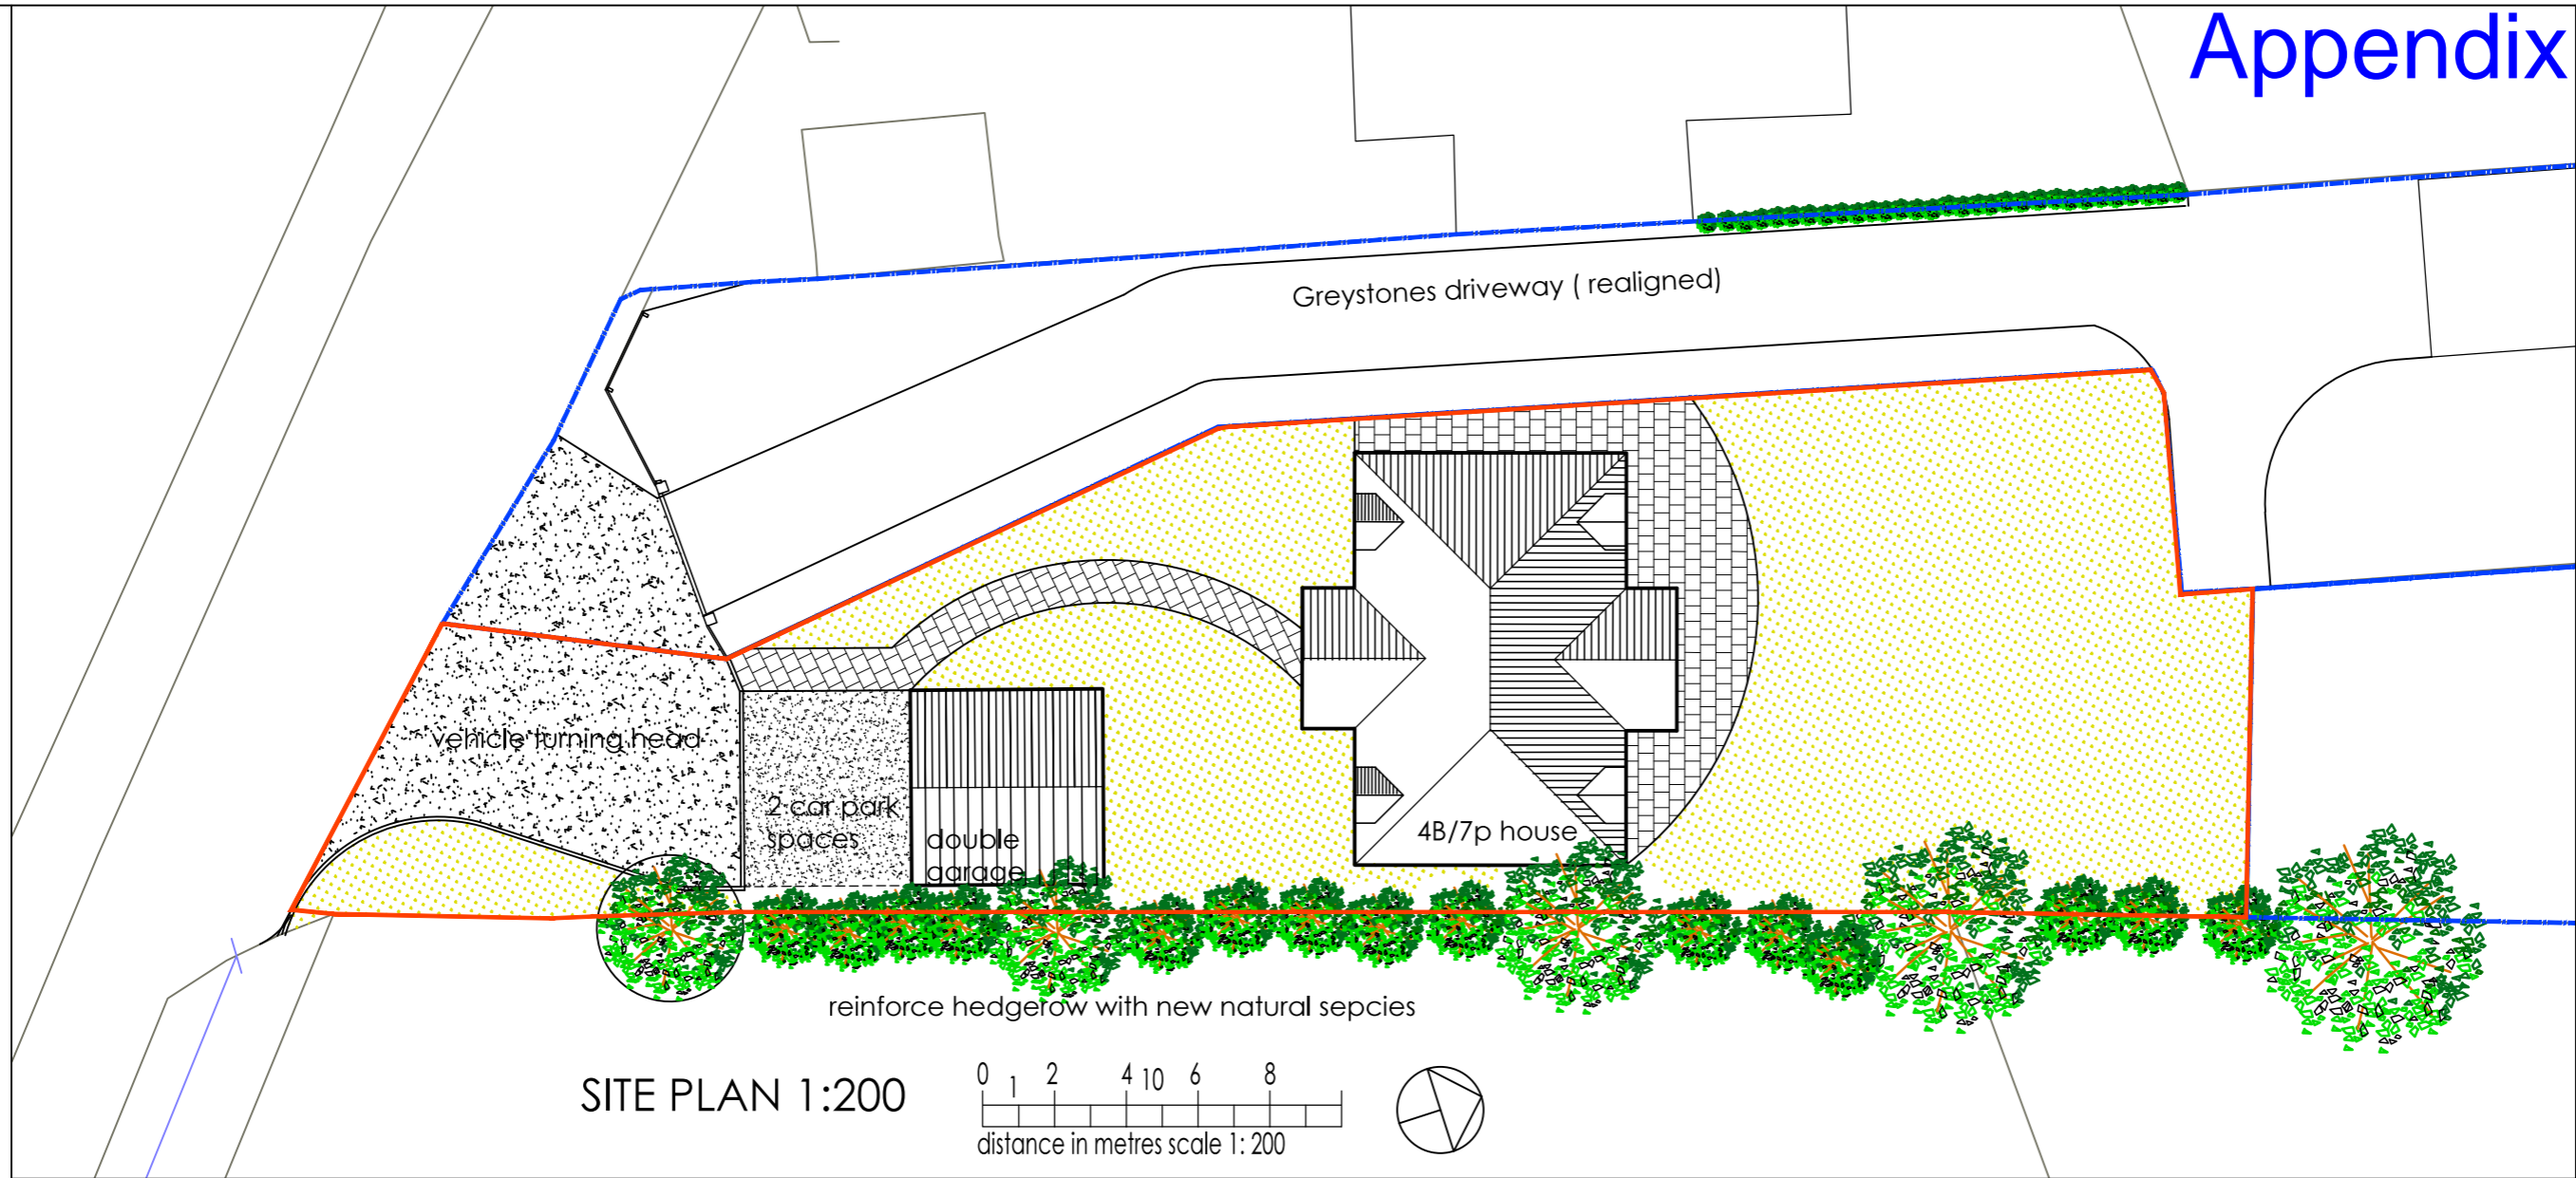 Appendix
Greystones driveway ( realigned)
vehicle turning head
2 car park
spaces
double
garage
4B/7p house
reinforce hedgerow with new natural sepcies
SITE PLAN 1:200
0 1 2 4 10 6 8
distance in metres scale 1: 200